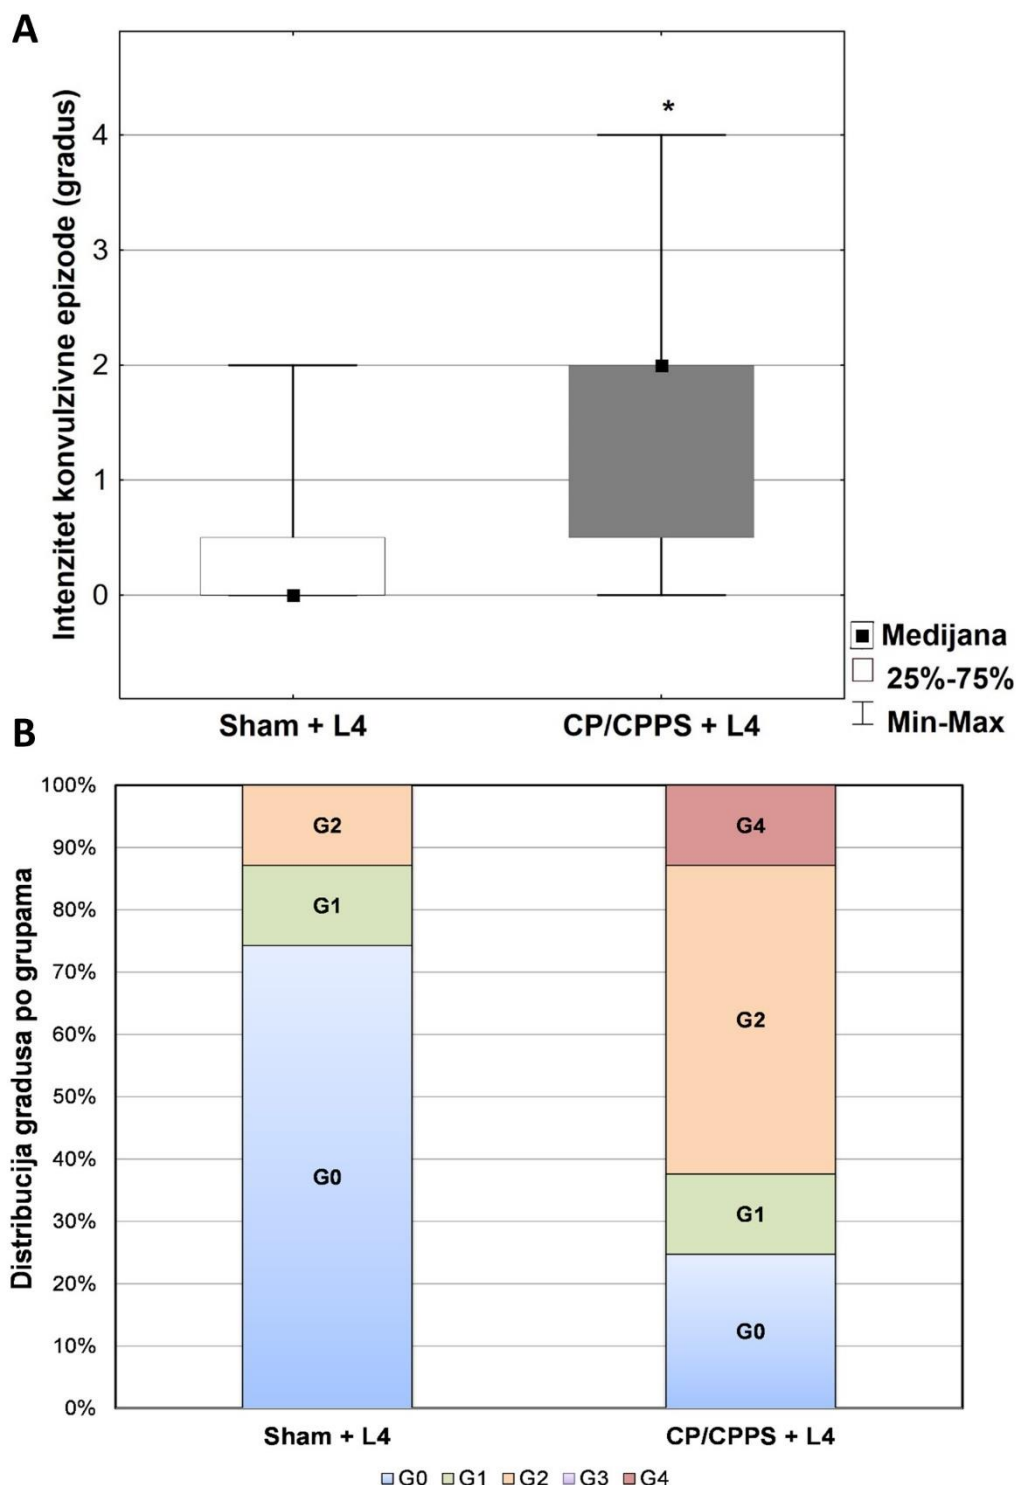 A
Intenzitet konvulzivne epizode (gradus)
*
4
3
2
1
0
Medijana
25%-75%
Min-Max
Sham + L4
CP/CPPS + L4
B
Distribucija gradusa po grupama
100%
90%
80%
70%
60%
50%
40%
30%
20%
10%
0%
G2
G1
G0
G4
G2
G1
G0
Sham + L4
CP/CPPS + L4
G0 G1 G2 G3 G4